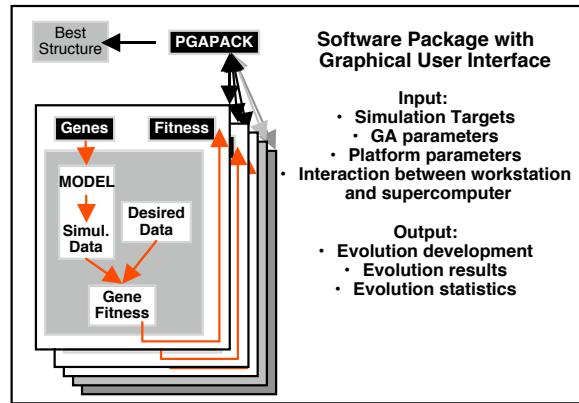 Best
Structure
PGAPACK
Genes
Fitness
MODEL
Simul.
Data
Desired
Data
Gene
Fitness
Software Package with
Graphical User Interface
Input:
· Simulation Targets
· GA parameters
· Platform parameters
· Interaction between workstation
and supercomputer
Output:
· Evolution development
· Evolution results
· Evolution statistics